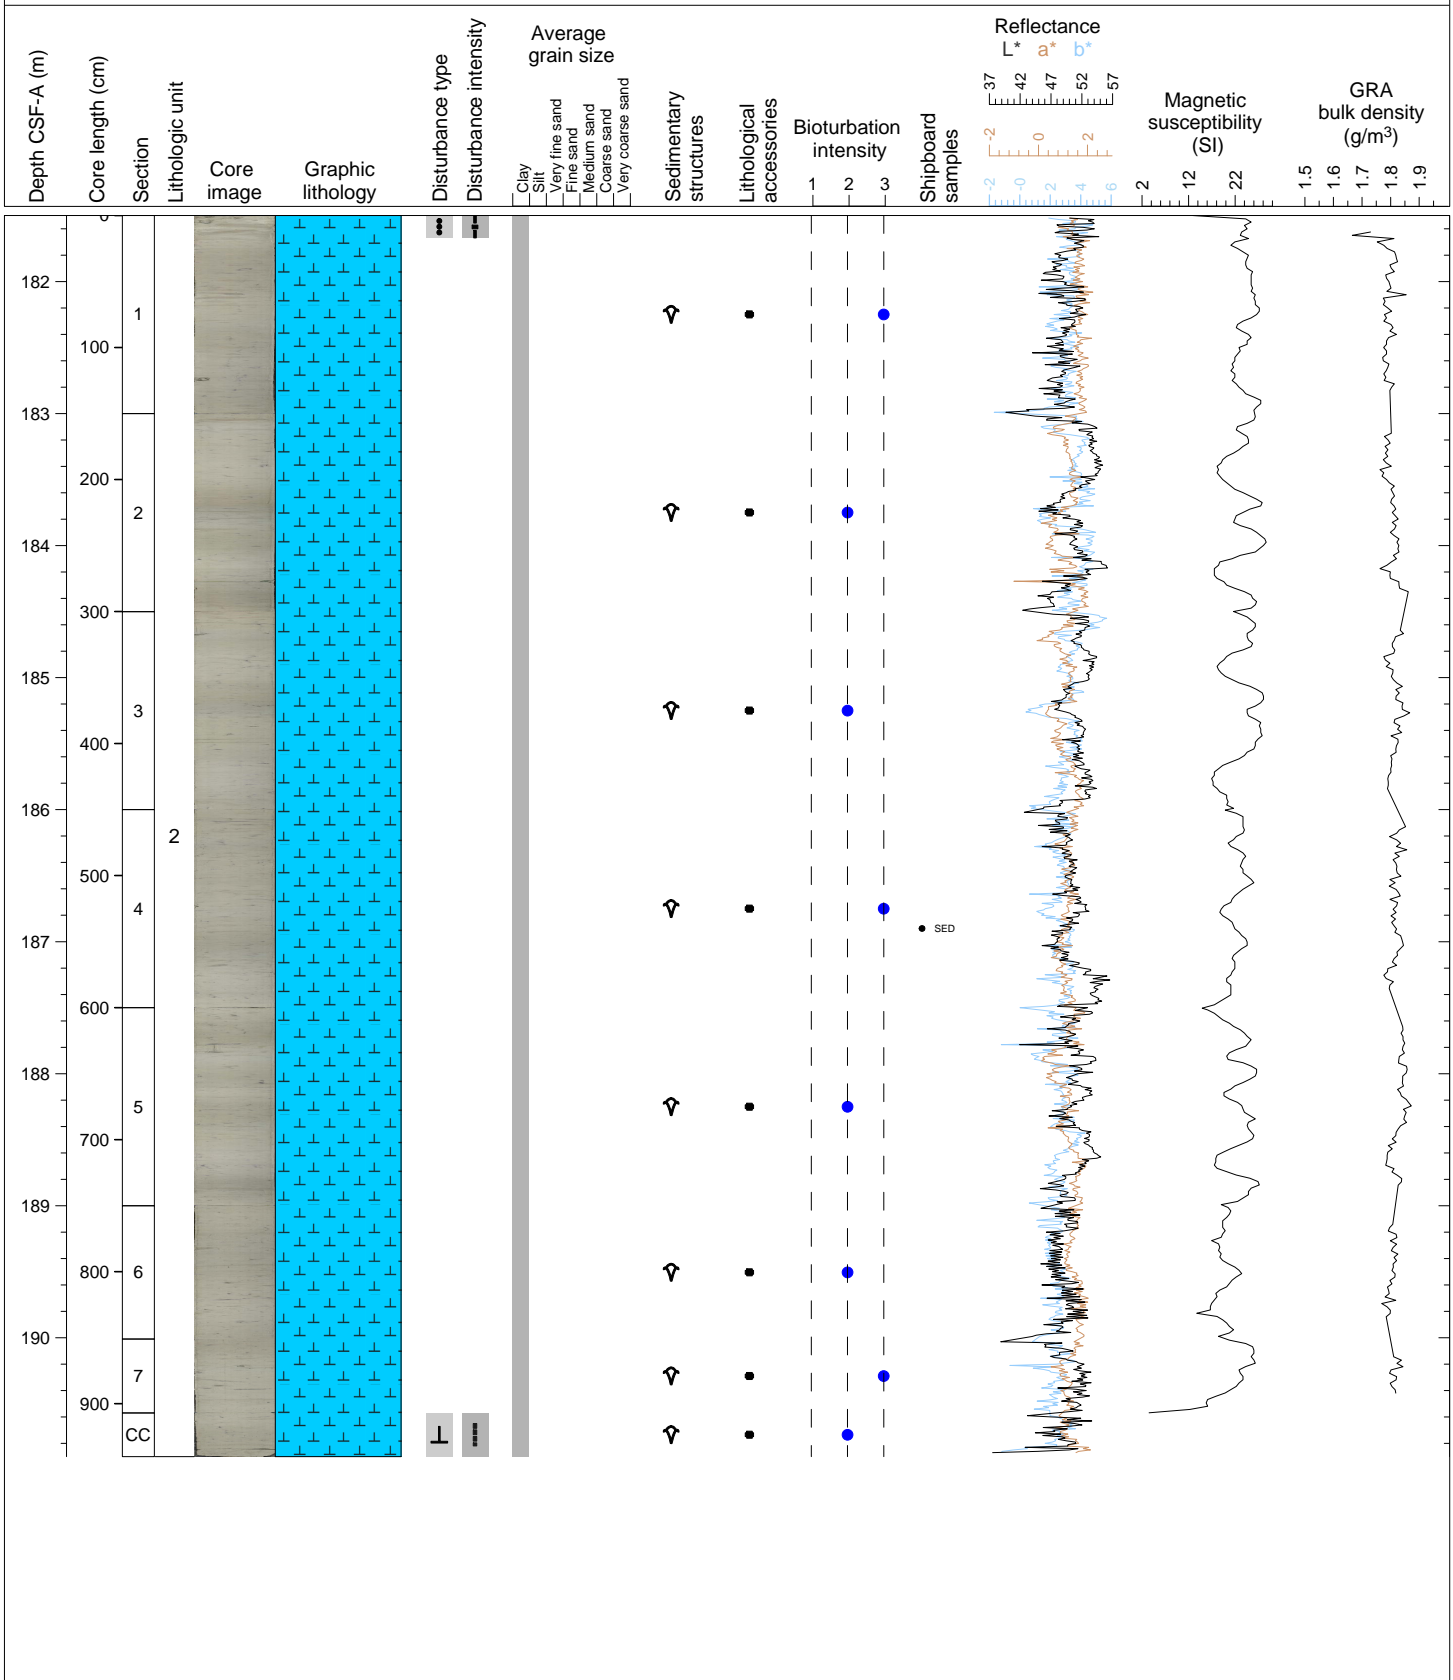 Depth CSF-A (m)
Core length (cm)
Section
Lithologic unit
Core
image
Graphic
lithology
Disturbance type
Disturbance intensity
Average
grain size
Clay
Silt
Very fine sand
Fine sand
Medium sand
Coarse sand
Very coarse sand
Sedimentary
structures
Lithological
accessories
Bioturbation
intensity
1 2 3
Shipboard
samples
Reflectance
L* a* b*
37 42 47 52 57
-2 0 2
-2 -0 2 4 6
Magnetic
susceptibility
(SI)
2 12 22
GRA
bulk density
(g/m3)
1.5 1.6 1.7 1.8 1.9
0
182
1
100
183
200
2
184
300
185
3
400
186
2
500
4
187
SED
600
188
5
700
189
800
6
190
7
900
CC